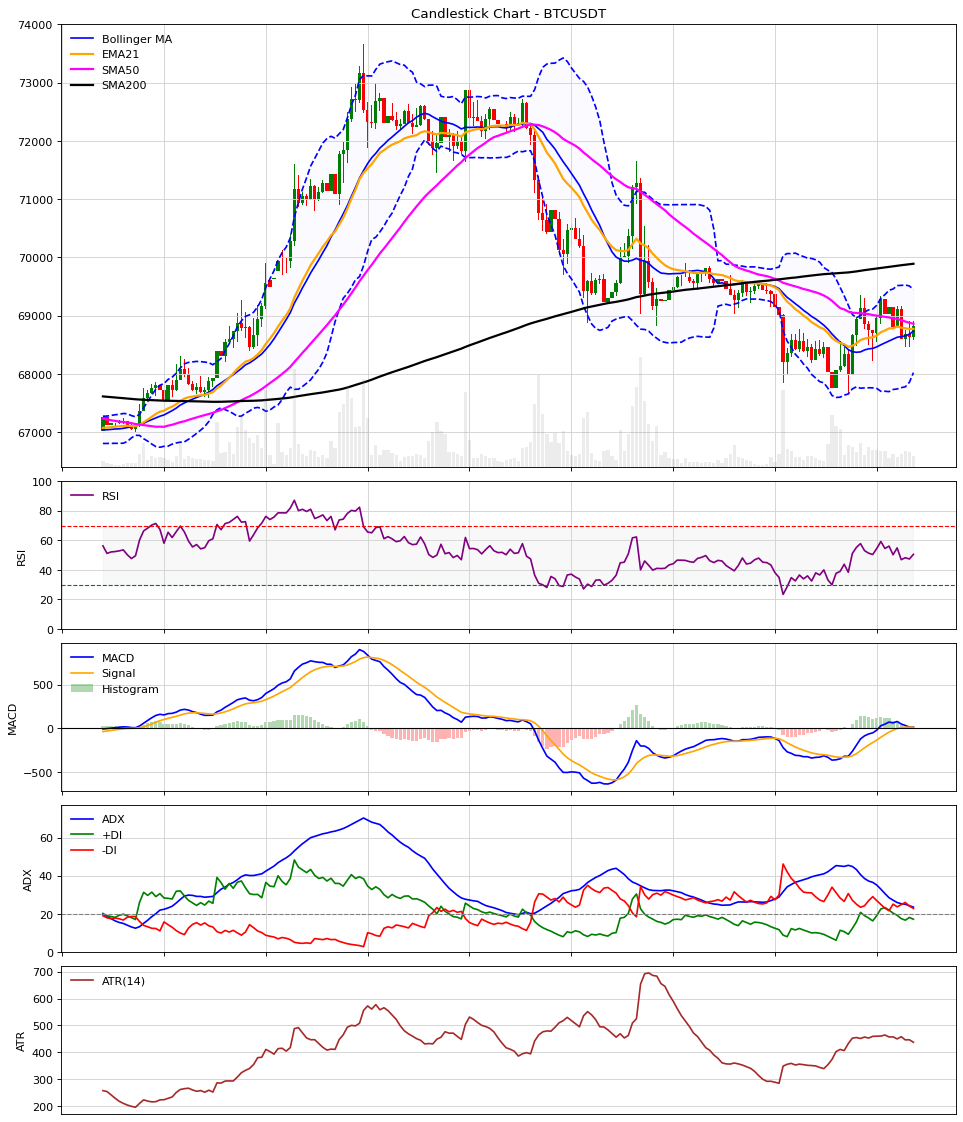 Candlestick Chart - BTCUSDT
74000
73000
72000
71000
70000
69000
68000
67000
Bollinger MA
EMA21
SMA50
SMA200
100
80
60
40
20
0
RSI
RSI
500
0
−500
MACD
MACD
Signal
Histogram
60
40
20
0
ADX
ADX
+DI
-DI
700
600
500
400
300
200
ATR
ATR(14)